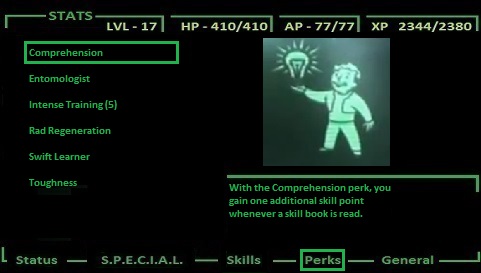 STATS
LVL - 17 HP - 410/410 AP - 77/77 XP 2344/2380
Comprehension
Entomologist
Intense Training (5)
Rad Regeneration
Swift Learner
Toughness
With the Comprehension perk, you
gain one additional skill point
whenever a skill book is read.
Status S.P.E.C.I.A.L. Skills Perks General